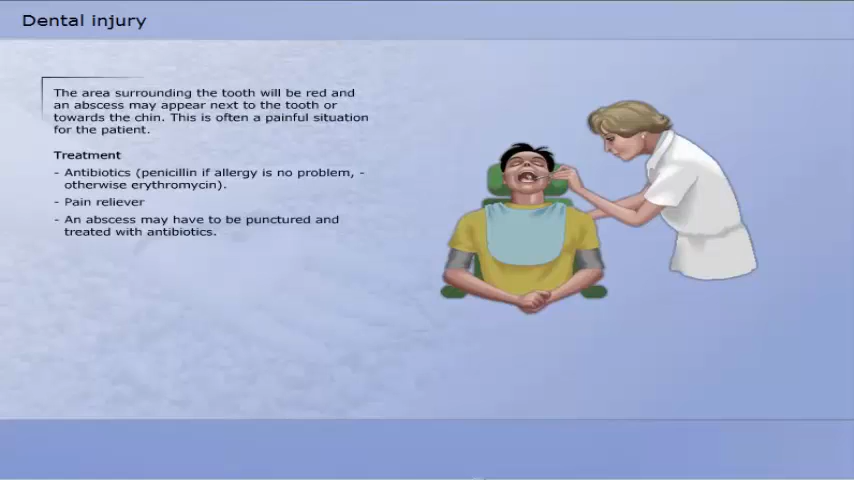 Dental injury
The area surrounding the tooth will be red and
an abscess may appear next to the tooth or
towards the chin. This is often a painful situation
for the patient.
Treatment
- Antibiotics (penicillin if allergy is no problem, -
otherwise erythromycin).
- Pain reliever
- An abscess may have to be punctured and
treated with antibiotics.